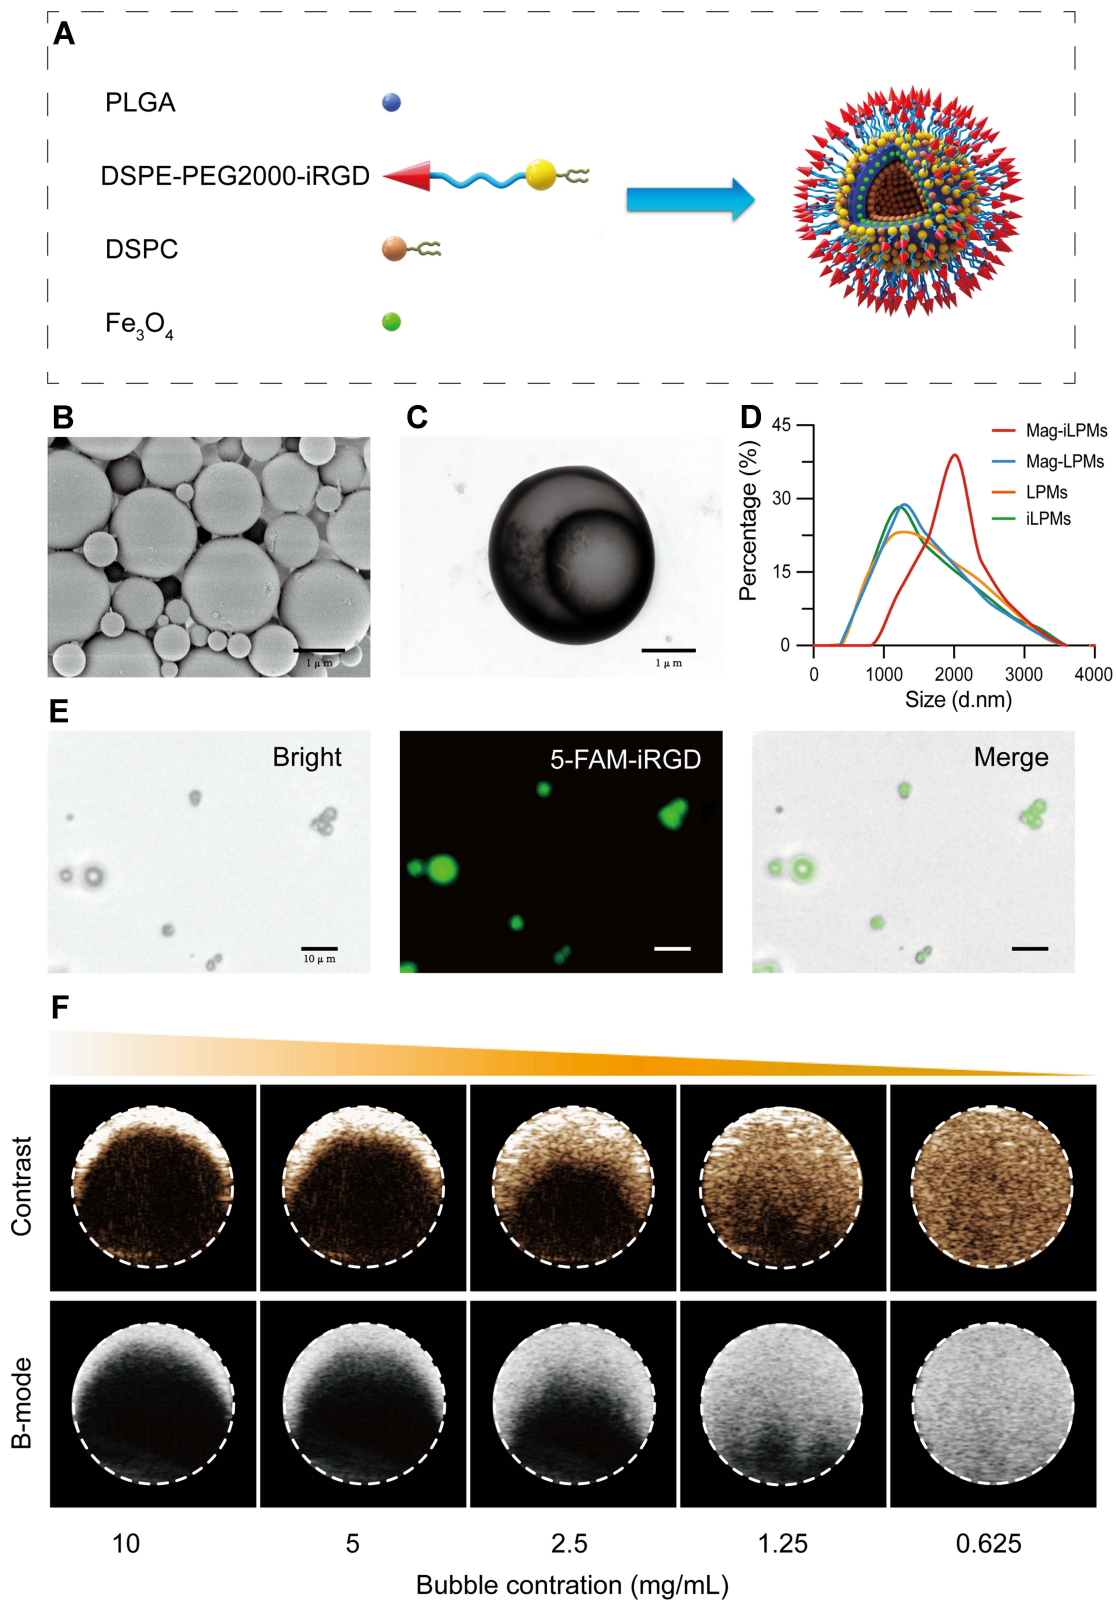 A
PLGA
DSPE-PEG2000-iRGD
DSPC
Fe3O4
B
1 μm
C
1 μm
D
Percentage (%)
45
30
15
0
0 1000 2000 3000 4000
Size (d.nm)
Mag-iLPMs
Mag-LPMs
LPMs
iLPMs
E
Bright
10 μm
5-FAM-iRGD
Merge
F
Contrast
B-mode
10 5 2.5 1.25 0.625
Bubble contration (mg/mL)